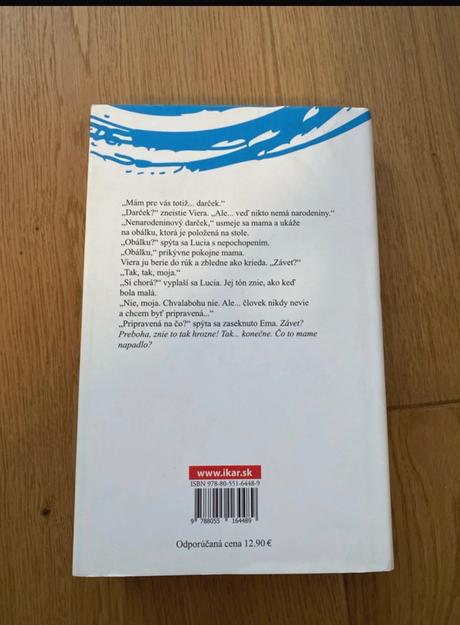 „Mám pre vás totiž... darček.“
„Darček?“ zneistie Viera. „Ale... veď nikto nemá narodeniny.“
„Nenarodeninový darček,“ usmeje sa mama a ukáže
na obálku, ktorá je položená na stole.
„Obálku?“ spýta sa Lucia s nepochopením.
„Obálku,“ prikývne pokojne mama.
Viera ju berie do rúk a zbledne ako krieda. „Závet?“
„Tak, tak, moja.“
„Si chorá?“ vyplaší sa Lucia. Jej tón znie, ako keď
bola malá.
„Nie, moja. Chvalabohu nie. Ale... človek nikdy nevie
a chcem byť pripravená...“
„Pripravená na čo?“ spýta sa zaseknuto Ema. Závet?
Preboha, znie to tak hrozne! Tak... konečne. Čo to mame
napadlo?
www.ikar.sk
ISBN 978-80-551-6448-9
9 788055 164489
Odporúčaná cena 12.90 €